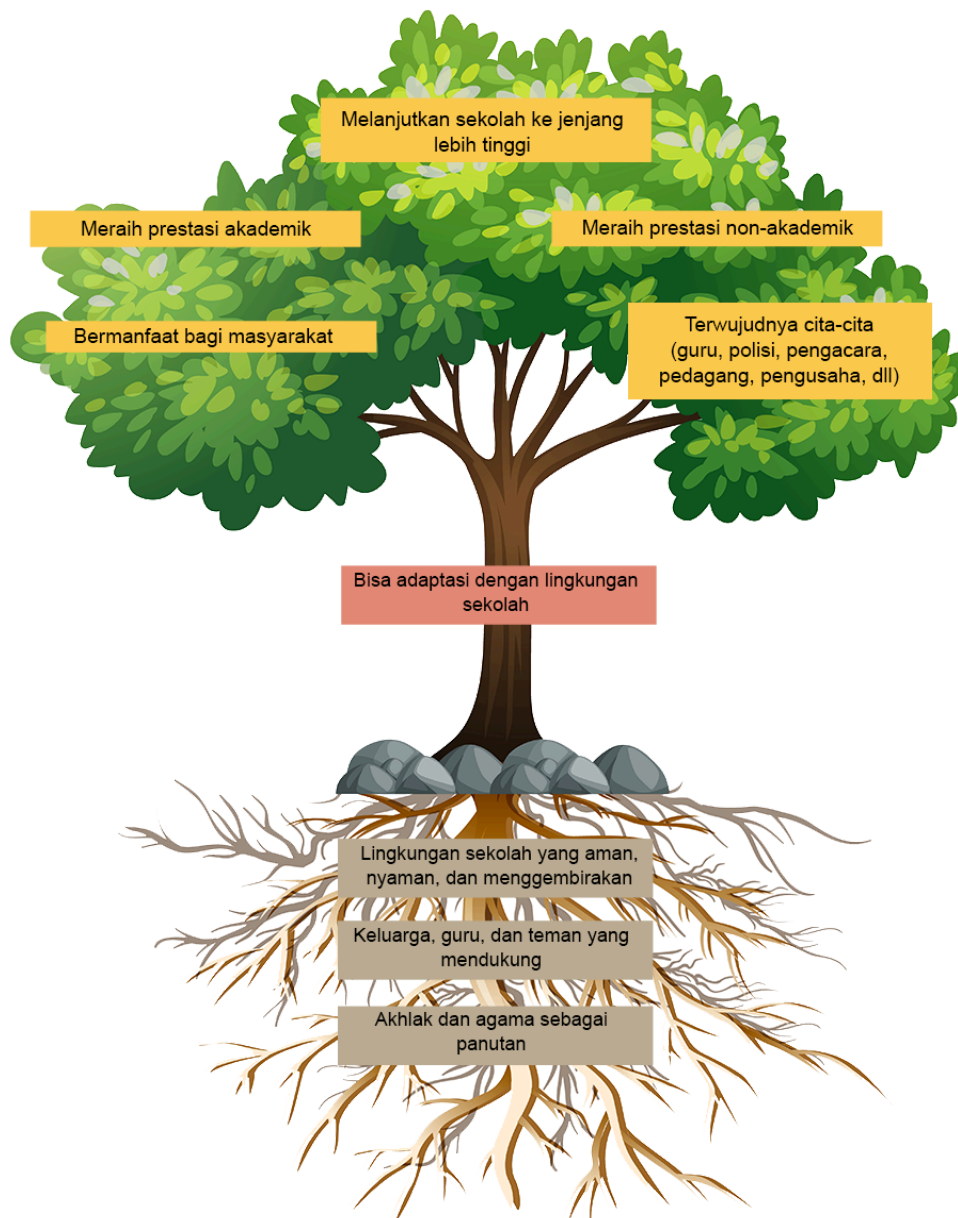 Melanjutkan sekolah ke jenjang
lebih tinggi
Meraih prestasi akademik
Meraih prestasi non-akademik
Bermanfaat bagi masyarakat
Terwujudnya cita-cita
(guru, polisi, pengacara,
pedagang, pengusaha, dll)
Bisa adaptasi dengan lingkungan
sekolah
Lingkungan sekolah yang aman,
nyaman, dan menggembirakan
Keluarga, guru, dan teman yang
mendukung
Akhlak dan agama sebagai
panutan